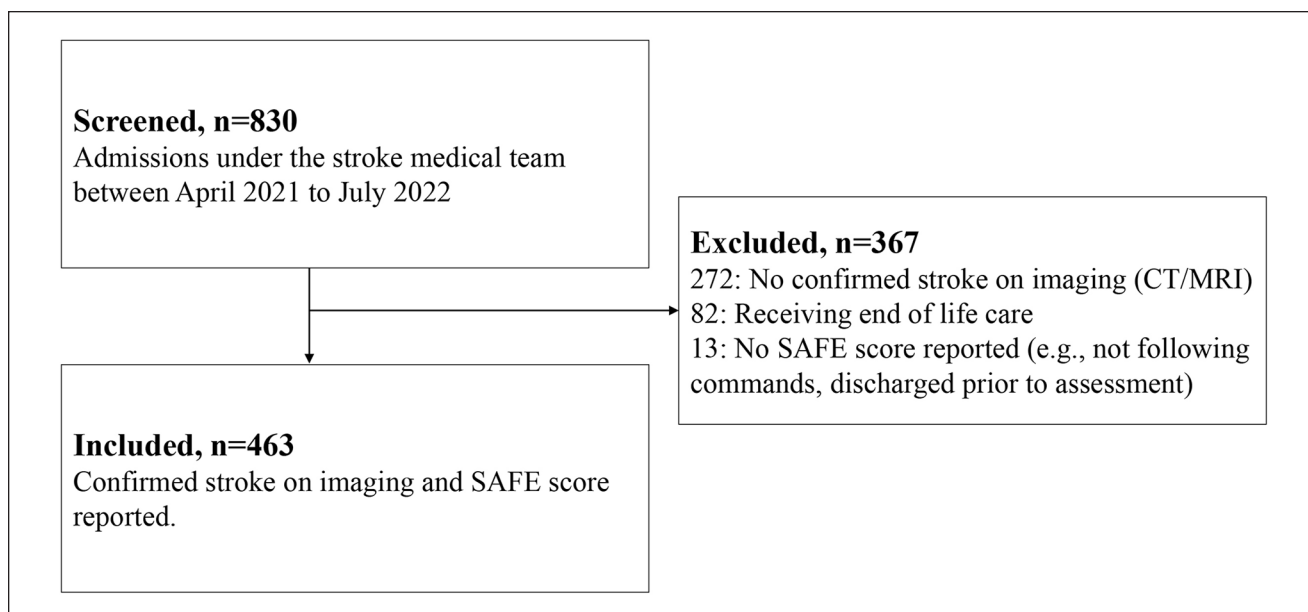 Screened, n=830
Admissions under the stroke medical team
between April 2021 to July 2022
Excluded, n=367
272: No confirmed stroke on imaging (CT/MRI)
82: Receiving end of life care
13: No SAFE score reported (e.g., not following
commands, discharged prior to assessment)
Included, n=463
Confirmed stroke on imaging and SAFE score
reported.